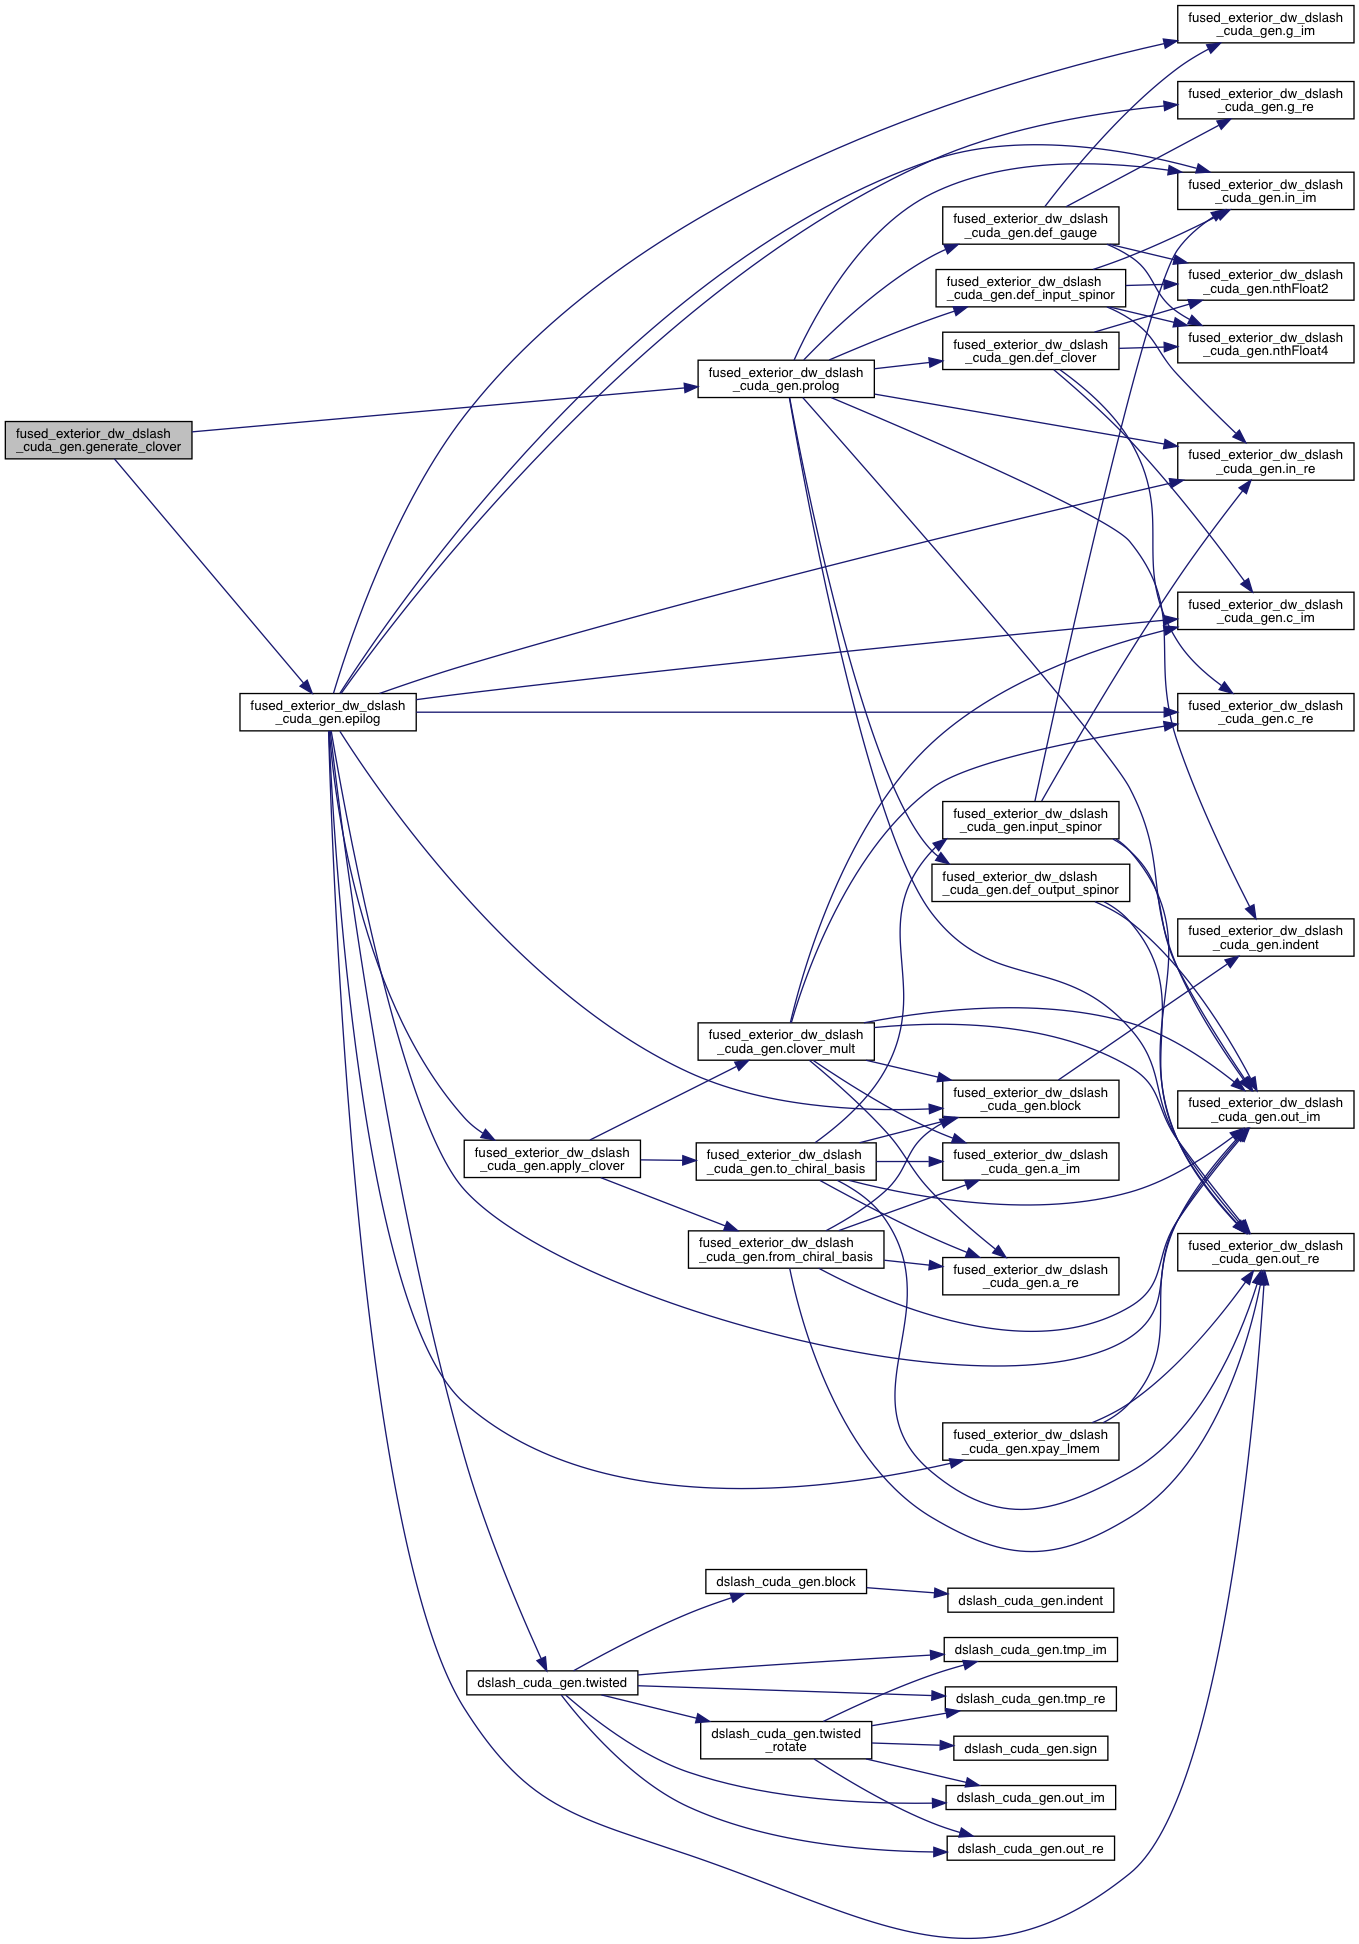 fused_exterior_dw_dslash
_cuda_gen.g_im
fused_exterior_dw_dslash
_cuda_gen.g_re
fused_exterior_dw_dslash
_cuda_gen.in_im
fused_exterior_dw_dslash
_cuda_gen.def_gauge
fused_exterior_dw_dslash
_cuda_gen.nthFloat2
fused_exterior_dw_dslash
_cuda_gen.def_input_spinor
fused_exterior_dw_dslash
_cuda_gen.nthFloat4
fused_exterior_dw_dslash
_cuda_gen.def_clover
fused_exterior_dw_dslash
_cuda_gen.prolog
fused_exterior_dw_dslash
_cuda_gen.generate_clover
fused_exterior_dw_dslash
_cuda_gen.in_re
fused_exterior_dw_dslash
_cuda_gen.c_im
fused_exterior_dw_dslash
_cuda_gen.epilog
fused_exterior_dw_dslash
_cuda_gen.c_re
fused_exterior_dw_dslash
_cuda_gen.input_spinor
fused_exterior_dw_dslash
_cuda_gen.def_output_spinor
fused_exterior_dw_dslash
_cuda_gen.indent
fused_exterior_dw_dslash
_cuda_gen.clover_mult
fused_exterior_dw_dslash
_cuda_gen.block
fused_exterior_dw_dslash
_cuda_gen.out_im
fused_exterior_dw_dslash
_cuda_gen.apply_clover
fused_exterior_dw_dslash
_cuda_gen.to_chiral_basis
fused_exterior_dw_dslash
_cuda_gen.a_im
fused_exterior_dw_dslash
_cuda_gen.from_chiral_basis
fused_exterior_dw_dslash
_cuda_gen.out_re
fused_exterior_dw_dslash
_cuda_gen.a_re
fused_exterior_dw_dslash
_cuda_gen.xpay_lmem
dslash_cuda_gen.block
dslash_cuda_gen.indent
dslash_cuda_gen.tmp_im
dslash_cuda_gen.twisted
dslash_cuda_gen.tmp_re
dslash_cuda_gen.twisted
_rotate
dslash_cuda_gen.sign
dslash_cuda_gen.out_im
dslash_cuda_gen.out_re